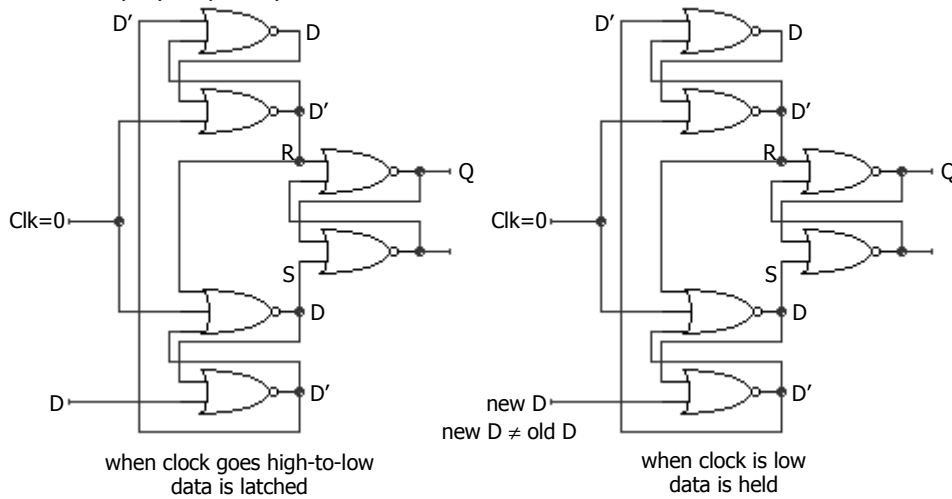 D′
D
D′
R
Q
Clk=0
S
D
D′
D
when clock goes high-to-low
data is latched
D′
D
D′
R
Q
Clk=0
S
D
D′
new D
new D ≠ old D
when clock is low
data is held